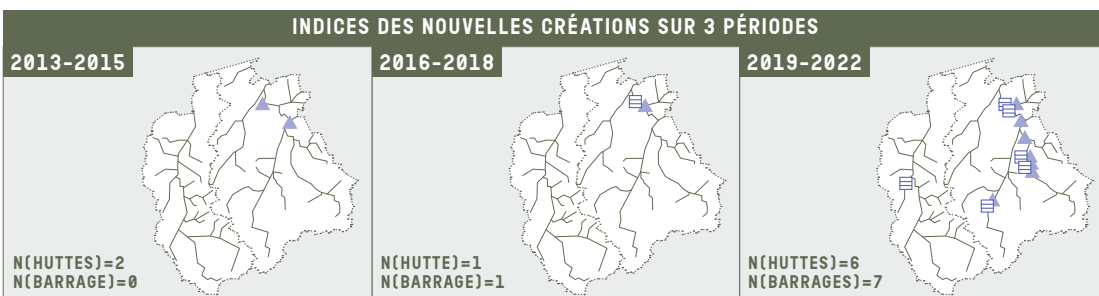 INDICES DES NOUVELLES CRÉATIONS SUR 3 PÉRIODES
2013-2015
N(HUTTES)=2
N(BARRAGE)=0
2016-2018
N(HUTTE)=1
N(BARRAGE)=1
2019-2022
N(HUTTES)=6
N(BARRAGES)=7